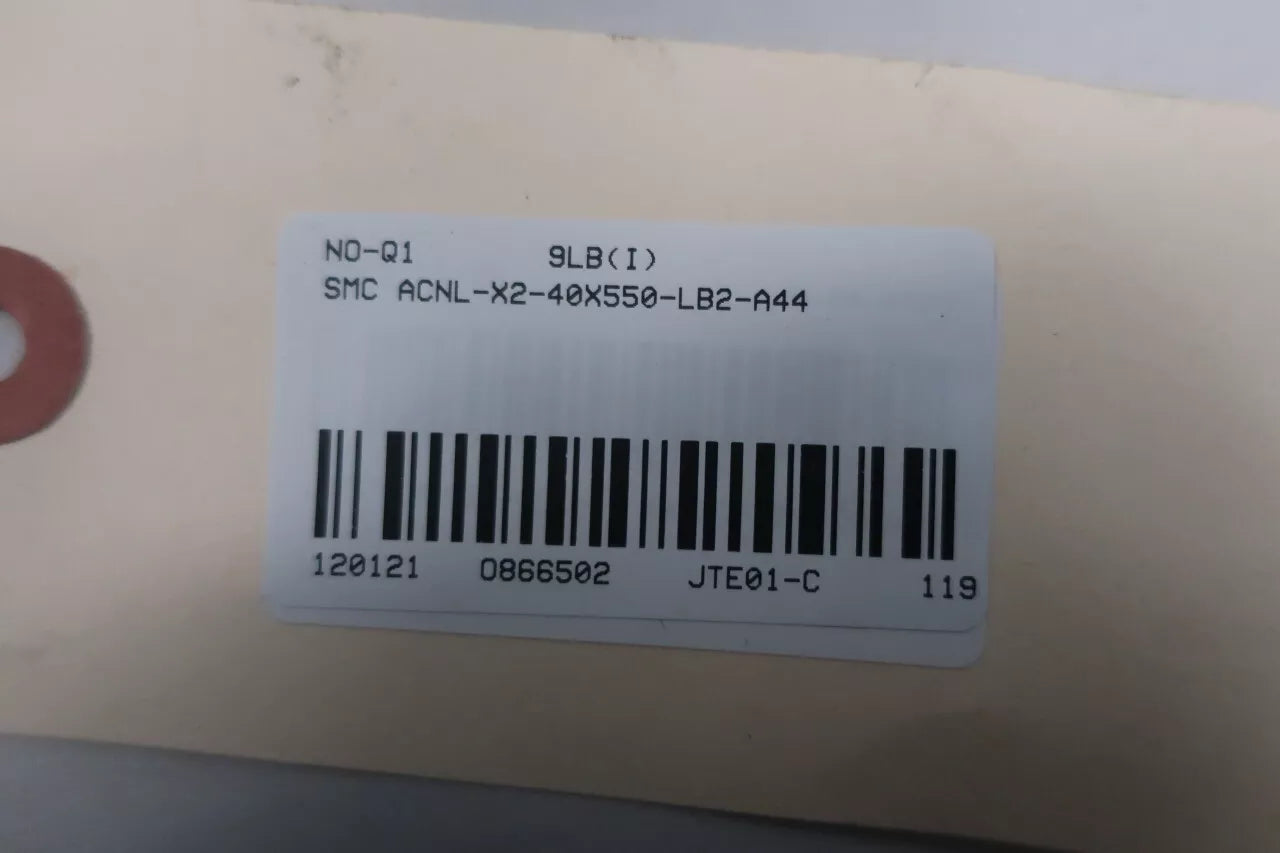 NO-Q1 9LB(I)
SMC ACNL-X2-40X550-LB2-A44
120121 0866502 JTE01-C 119